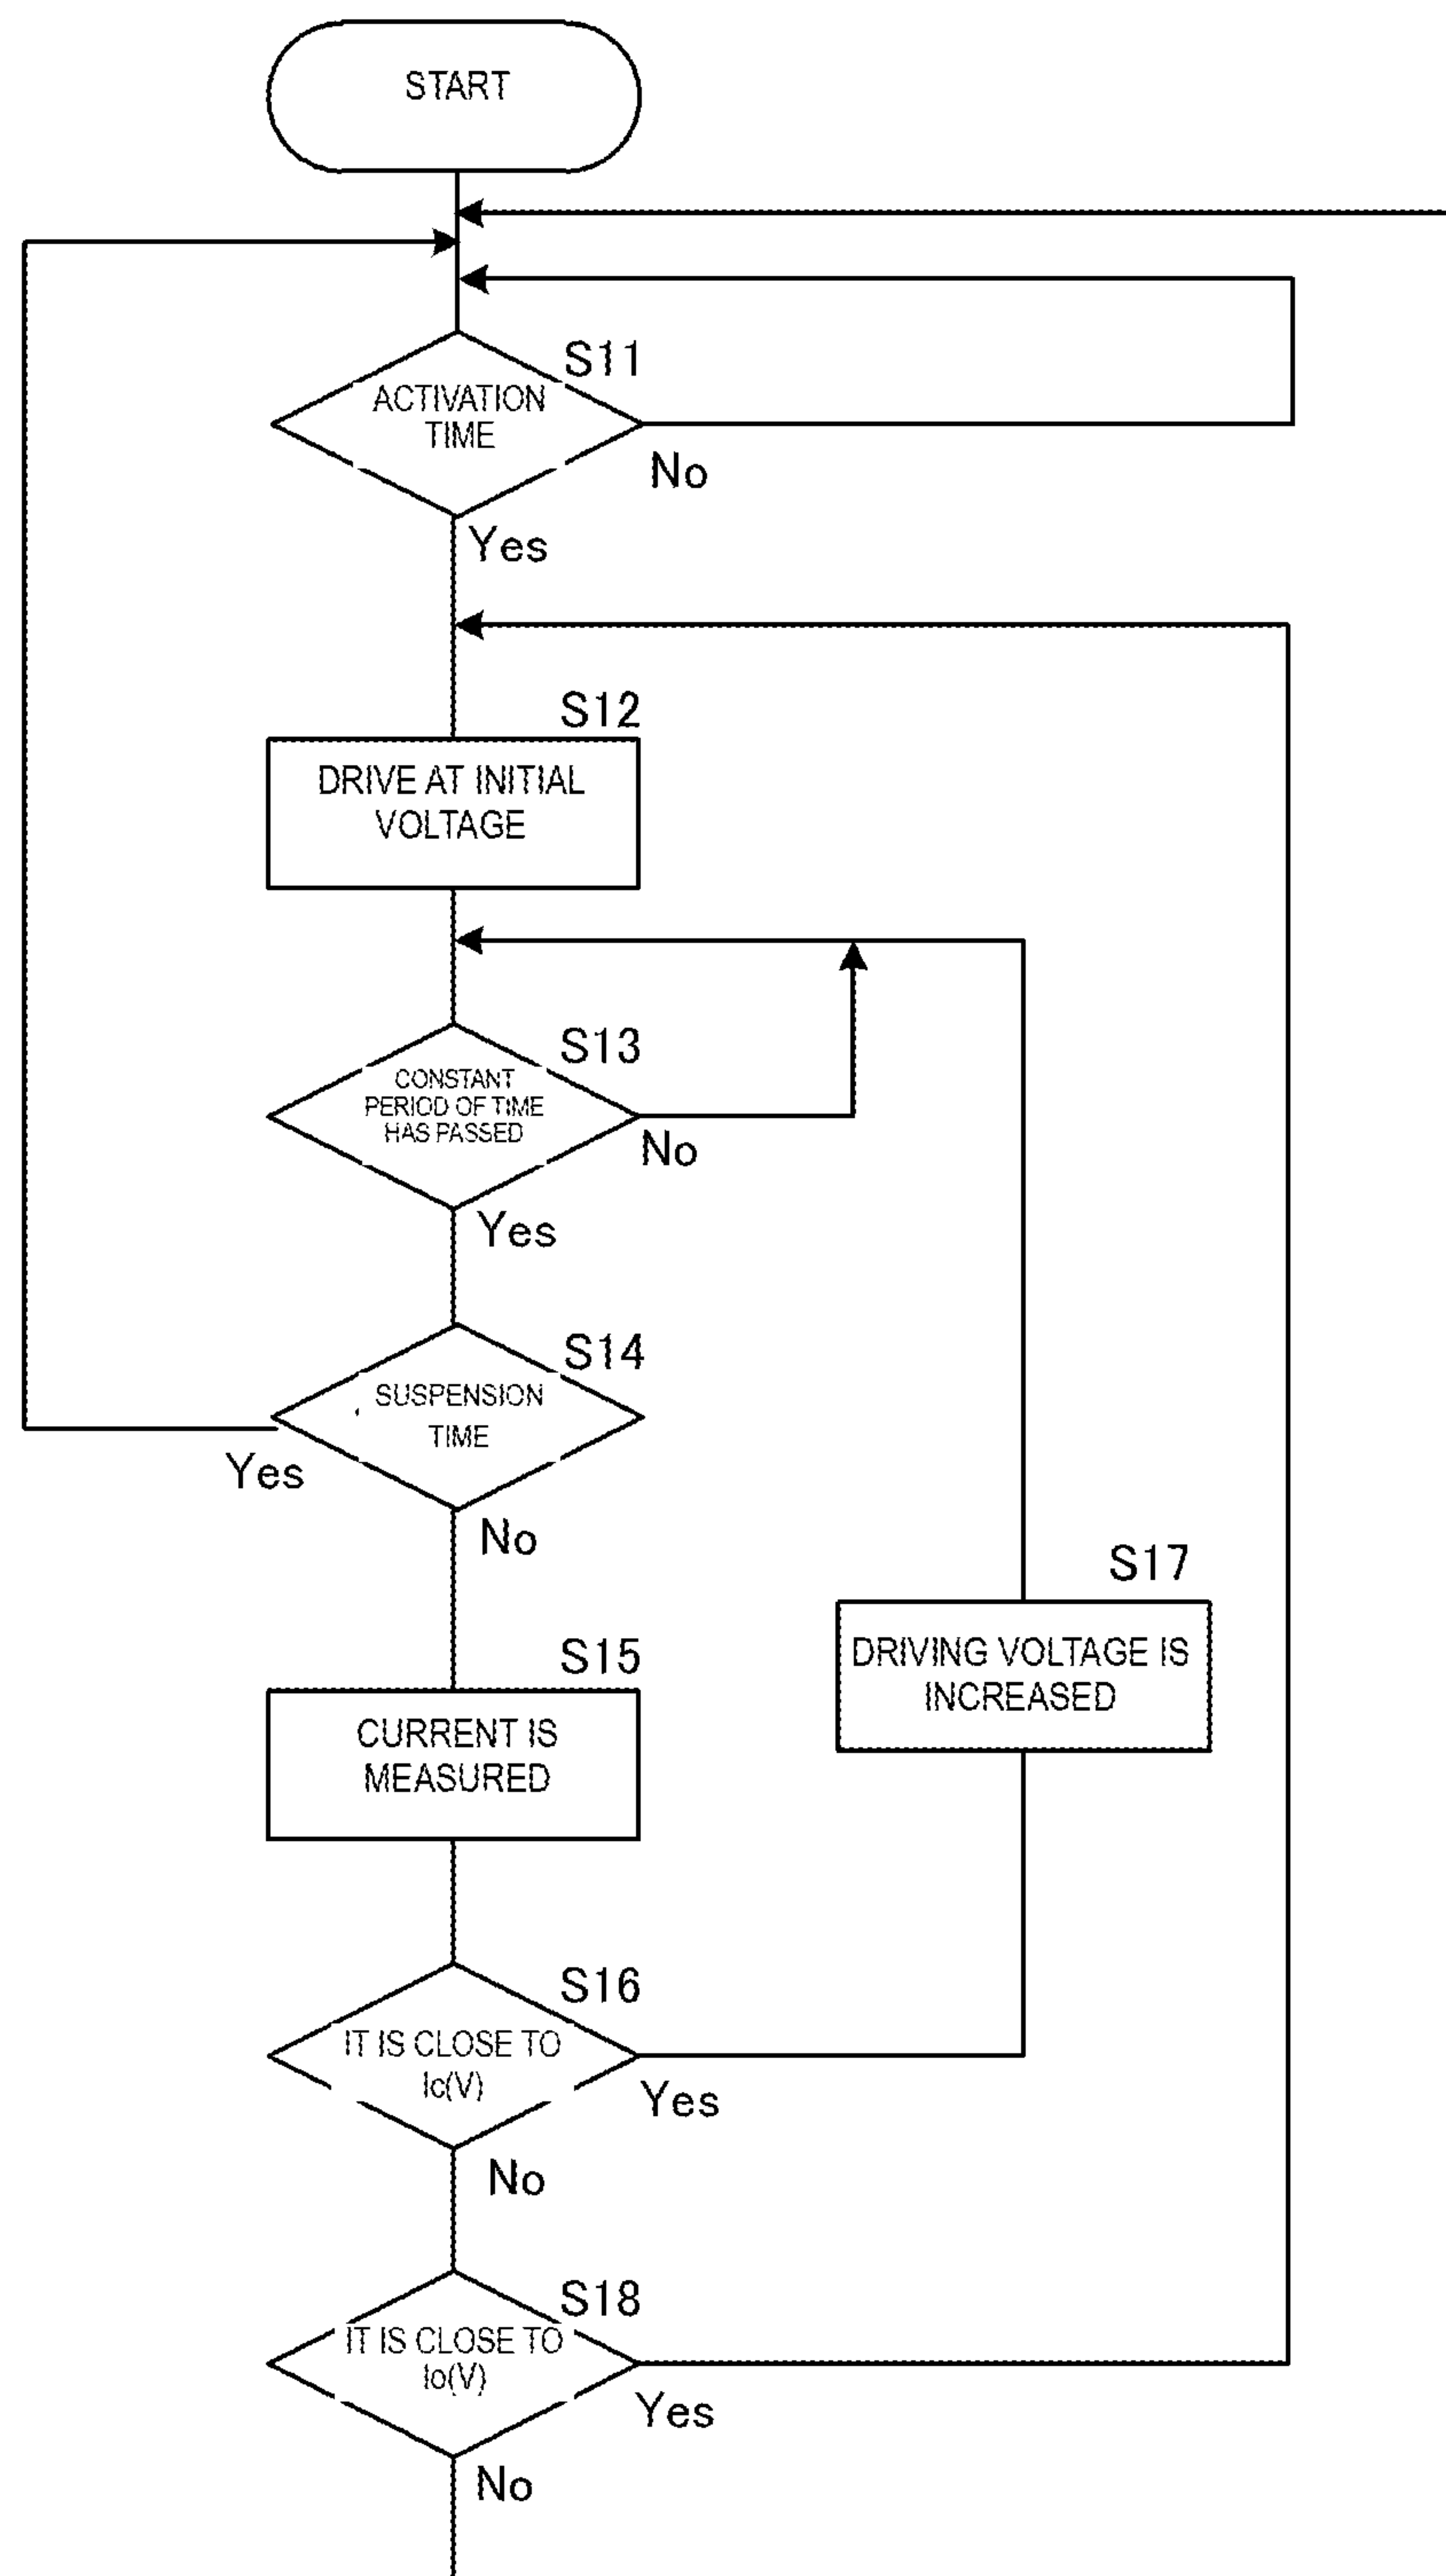 START
S11
ACTIVATION
TIME
No
Yes
S12
DRIVE AT INITIAL
VOLTAGE
S13
CONSTANT
PERIOD OF TIME
HAS PASSED
No
Yes
S14
SUSPENSION
TIME
Yes
No
S17
DRIVING VOLTAGE IS
INCREASED
S15
CURRENT IS
MEASURED
S16
IT IS CLOSE TO
Ic(V)
Yes
No
S18
IT IS CLOSE TO
Io(V)
Yes
No